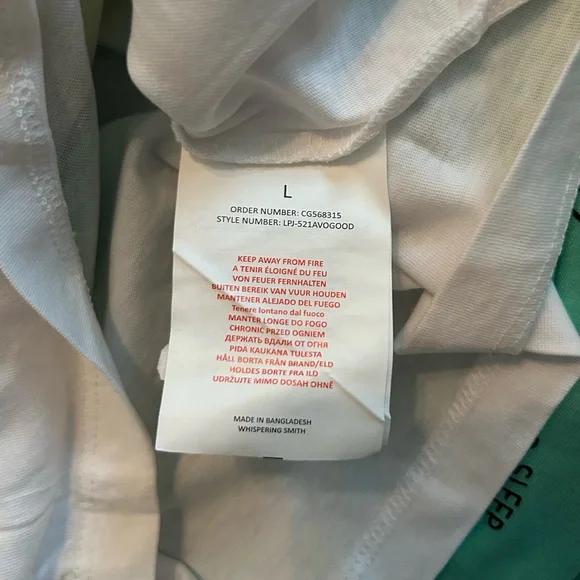 L
ORDER NUMBER: CG568315
STYLE NUMBER: LPJ-521AVOGOOD
KEEP AWAY FROM FIRE
A TENIR ÉLOIGNÉ DU FEU
VON FEUER FERNHALTEN
BUITEN BEREIK VAN VUUR HOUDEN
MANTENER ALEJADO DEL FUEGO
Tenere lontano dal fuoco
MANTER LONGE DO FOGO
CHRONIC PRZED OGNIEM
ДЕРЖАТЬ ВДАЛИ ОТ ОГНЯ
PIDA KAUKANA TULESTA
HÅLL BORTA FRÅN BRAND/ELD
HOLDES BORTE FRA ILD
UDRŽUJTE MIMO DOSAH OHNĚ
MADE IN BANGLADESH
WHISPERING SMITH
SLEEP